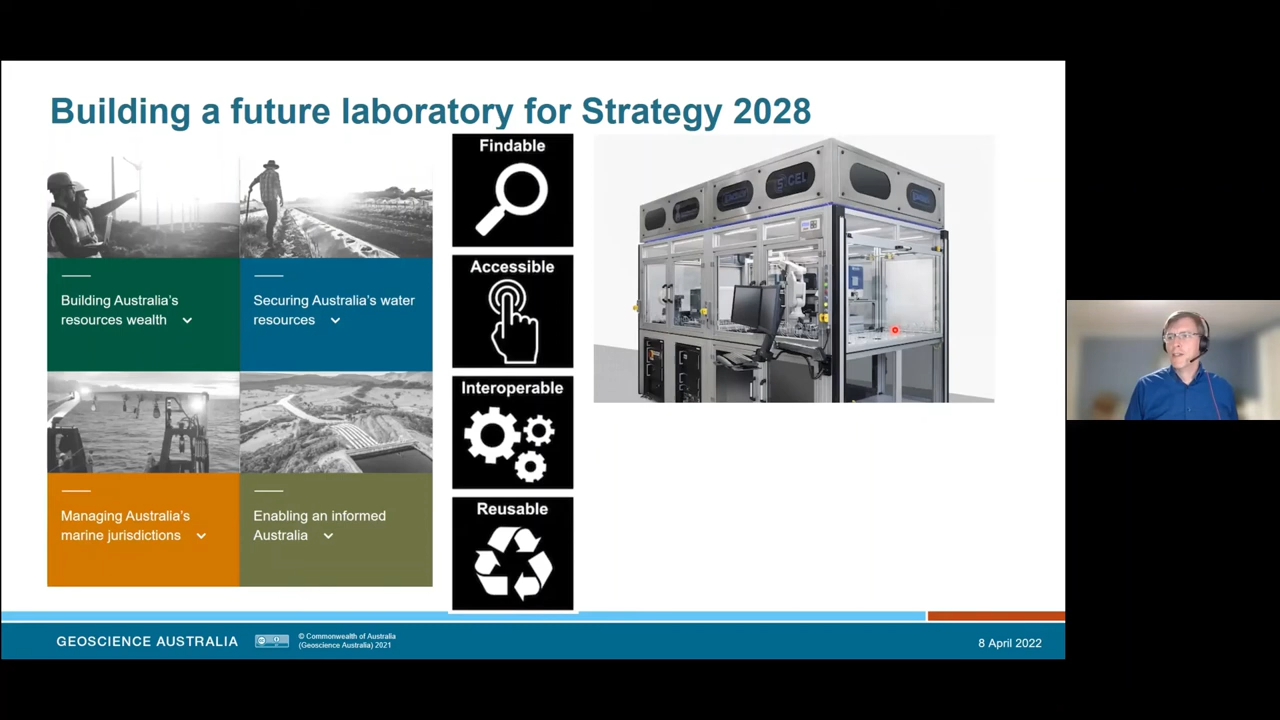 Building a future laboratory for Strategy 2028
Building Australia's
resources wealth
Securing Australia's water
resources
Managing Australia's
marine jurisdictions
Enabling an informed
Australia
Findable
Accessible
Interoperable
Reusable
GEOSCIENCE AUSTRALIA
© Commonwealth of Australia
(Geoscience Australia) 2021
8 April 2022